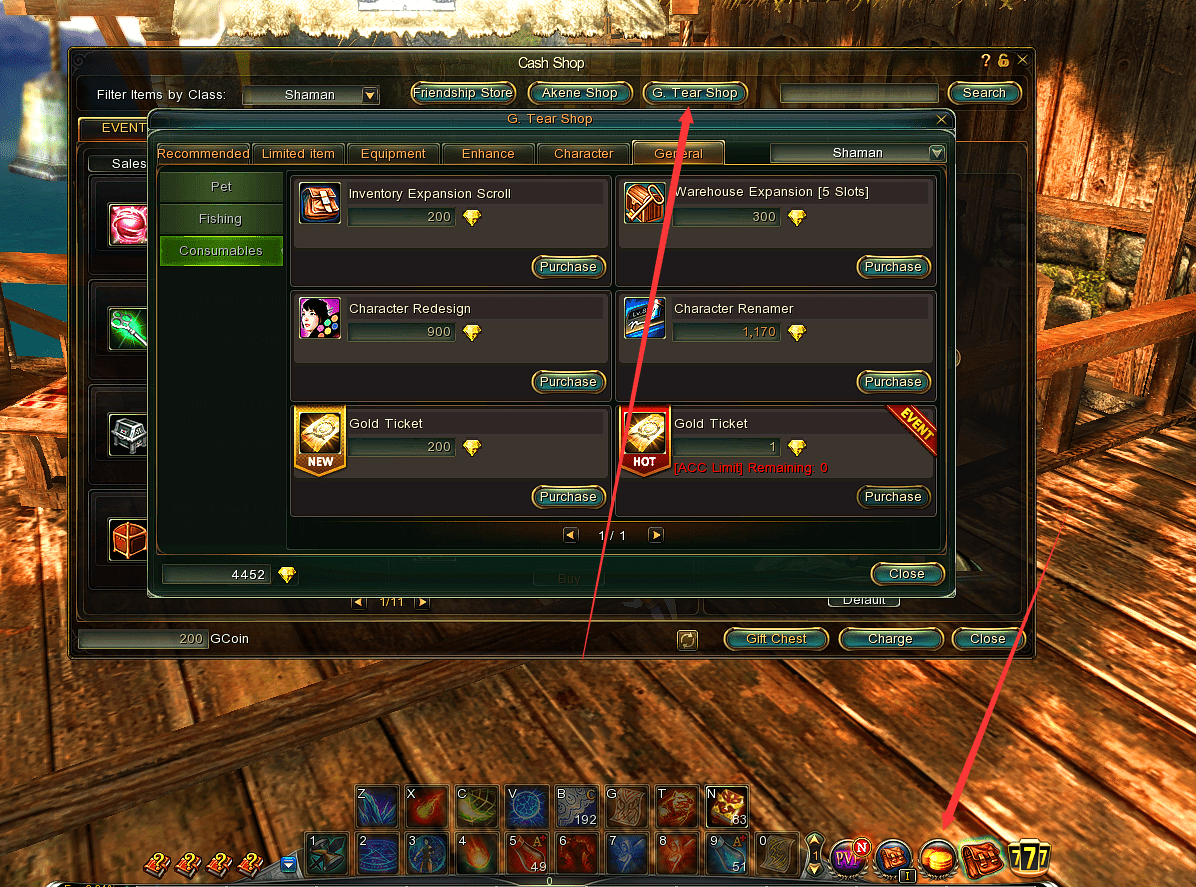 Cash Shop
?
Filter Items by Class:
Shaman
Friendship Store
Akene Shop
G. Tear Shop
Search
EVENT
Sales
G. Tear Shop
Recommended
Limited item
Equipment
Enhance
Character
General
Shaman
Pet
Fishing
Consumables
Inventory Expansion Scroll
200
Purchase
Warehouse Expansion [5 Slots]
300
Purchase
Character Redesign
900
Purchase
Character Renamer
1,170
Purchase
Gold Ticket
200
NEW
Purchase
Gold Ticket
1
HOT
EVENT
[ACC Limit] Remaining: 0
Purchase
1 / 1
4452
Buy
Close
1/11
Default
200 GCoin
Gift Chest
Charge
Close
Z
X
C
V
B C 192
G
T
N 83
1
2
3
4
5 A 49
6
7
8
9 A 51
0
1
PVP N
I
777
0